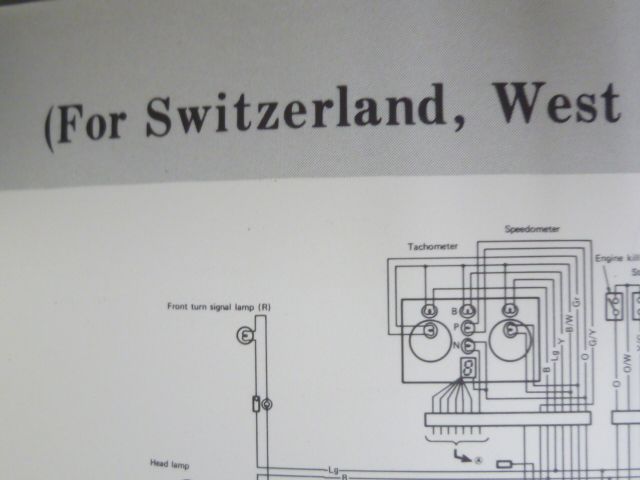 (For Switzerland, West
Speedometer
Tachometer
Engine kill
Front turn signal lamp (R)
B
P
N
Gr
B/W
Y
Lg
B
G/Y
O
O
O/W
A
Head lamp
Lg
B